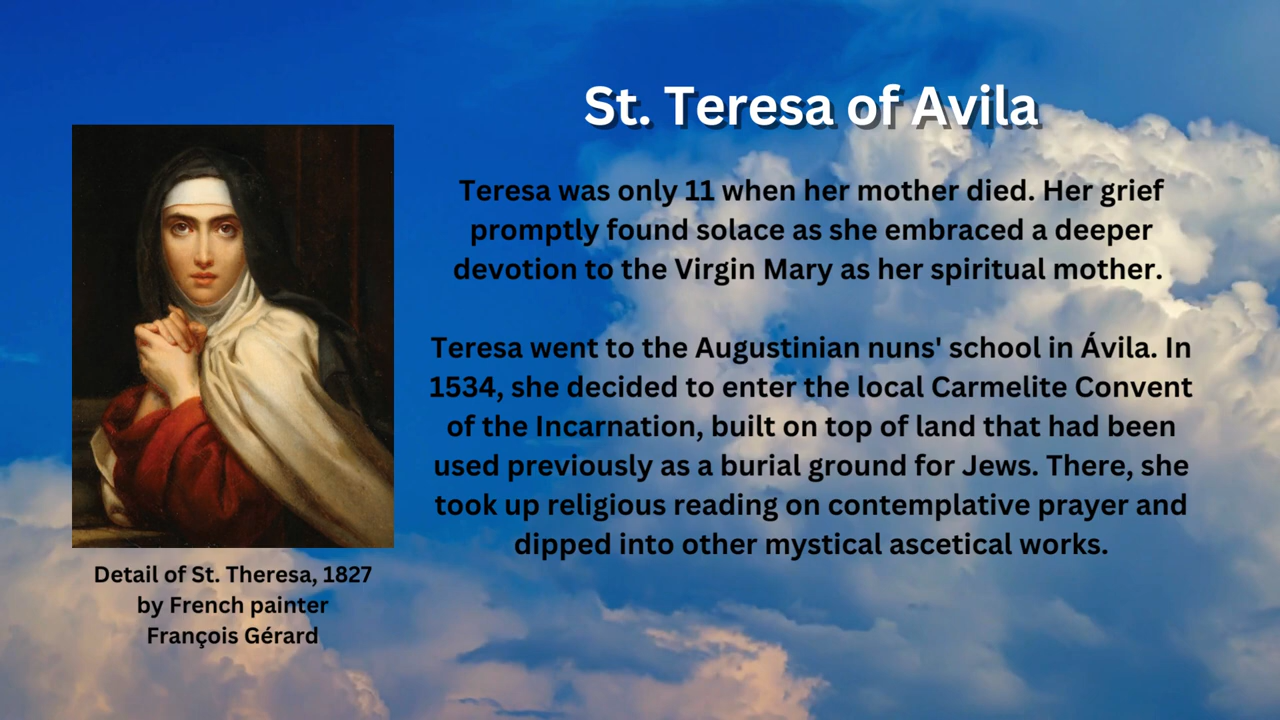 St. Teresa of Avila
Teresa was only 11 when her mother died. Her grief
promptly found solace as she embraced a deeper
devotion to the Virgin Mary as her spiritual mother.
Teresa went to the Augustinian nuns' school in Ávila. In
1534, she decided to enter the local Carmelite Convent
of the Incarnation, built on top of land that had been
used previously as a burial ground for Jews. There, she
took up religious reading on contemplative prayer and
dipped into other mystical ascetical works.
Detail of St. Theresa, 1827
by French painter
François Gérard